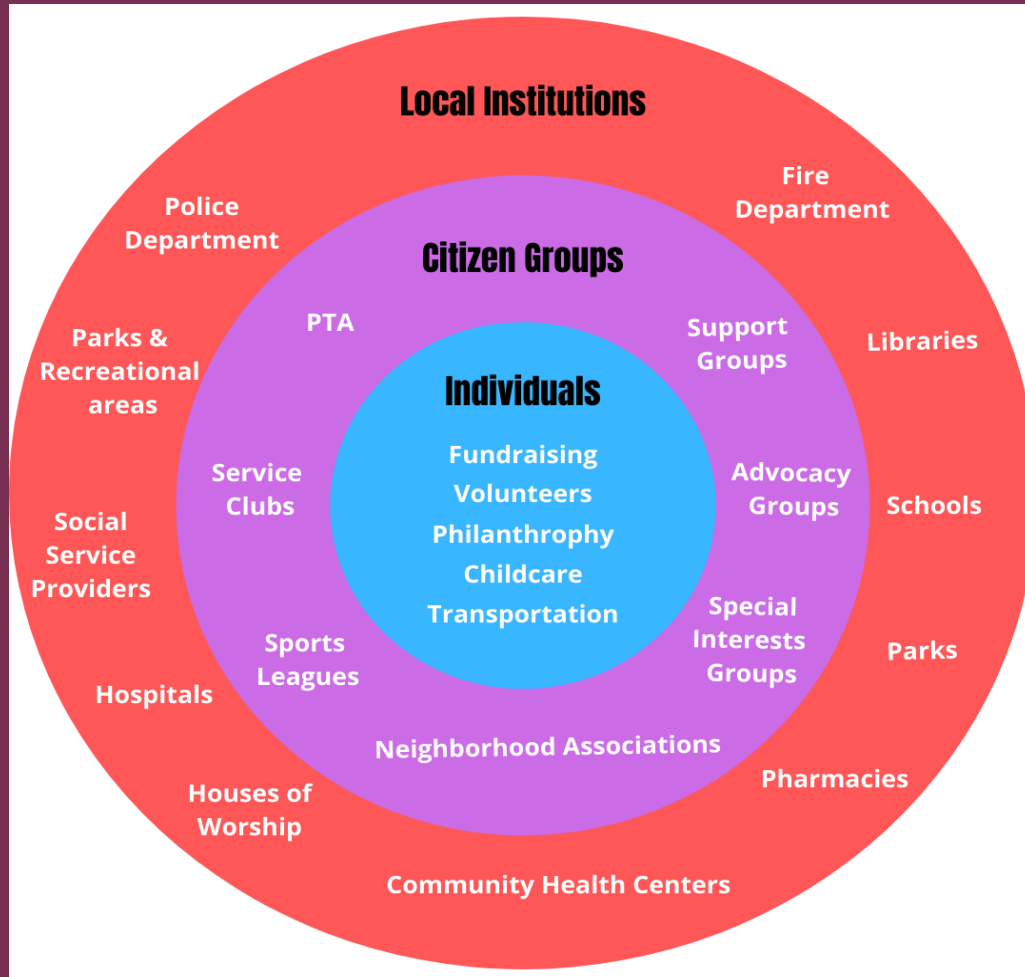 Local Institutions
Fire
Department
Police
Department
Citizen Groups
PTA
Support
Groups
Parks &
Recreational
areas
Libraries
Individuals
Fundraising
Volunteers
Philanthrophy
Childcare
Transportation
Service
Clubs
Advocacy
Groups
Schools
Social
Service
Providers
Special
Interests
Groups
Sports
Leagues
Parks
Hospitals
Neighborhood Associations
Pharmacies
Houses of
Worship
Community Health Centers